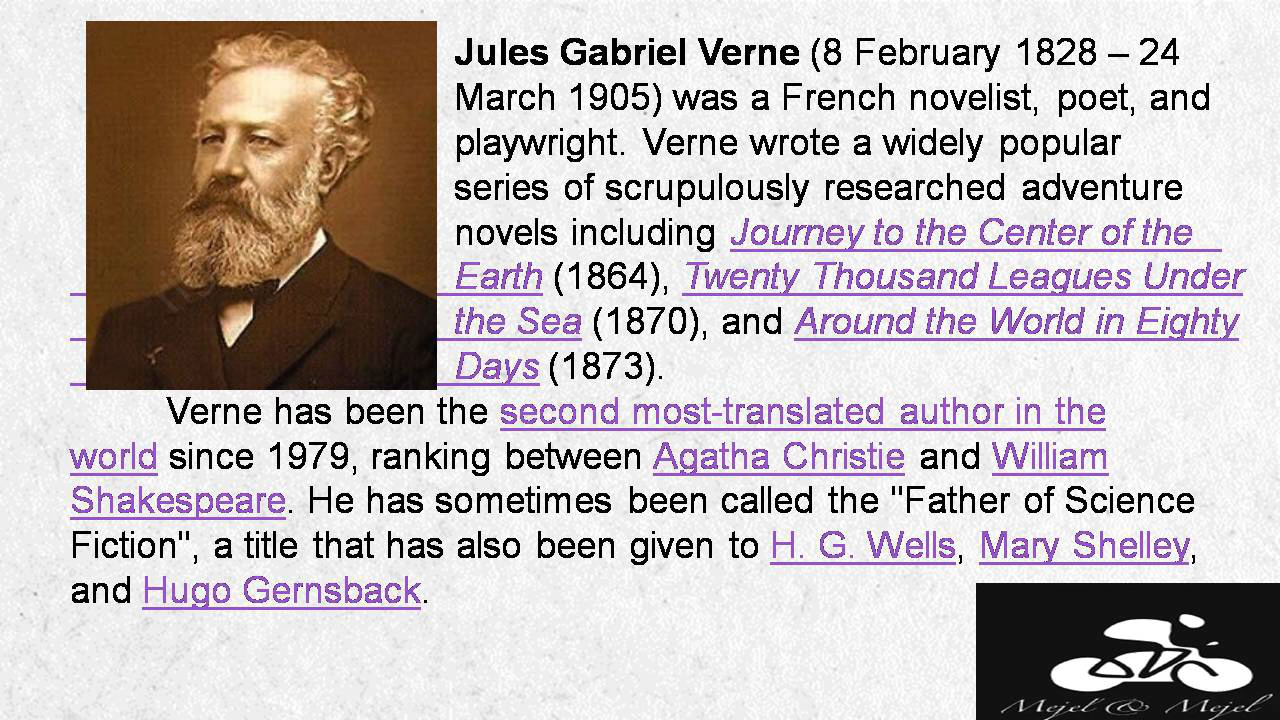 Jules Gabriel Verne (8 February 1828 – 24
March 1905) was a French novelist, poet, and
playwright. Verne wrote a widely popular
series of scrupulously researched adventure
novels including Journey to the Center of the
Earth (1864), Twenty Thousand Leagues Under
the Sea (1870), and Around the World in Eighty
Days (1873).
Verne has been the second most-translated author in the
world since 1979, ranking between Agatha Christie and William
Shakespeare. He has sometimes been called the "Father of Science
Fiction", a title that has also been given to H. G. Wells, Mary Shelley,
and Hugo Gernsback.
Mejel & Mejel